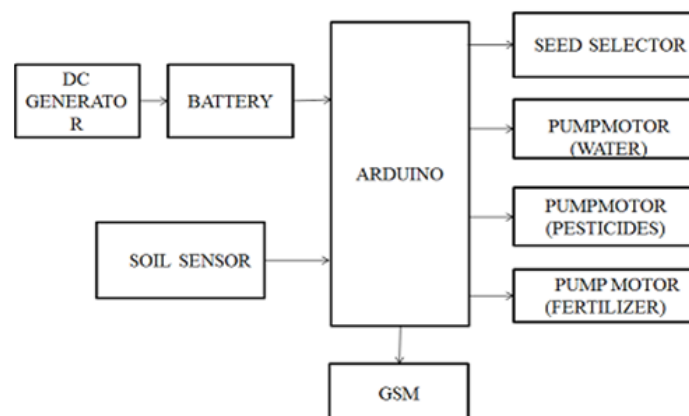 DC
GENERATO
R
BATTERY
SOIL SENSOR
ARDUINO
SEED SELECTOR
PUMPMOTOR
(WATER)
PUMPMOTOR
(PESTICIDES)
PUMP MOTOR
(FERTILIZER)
GSM